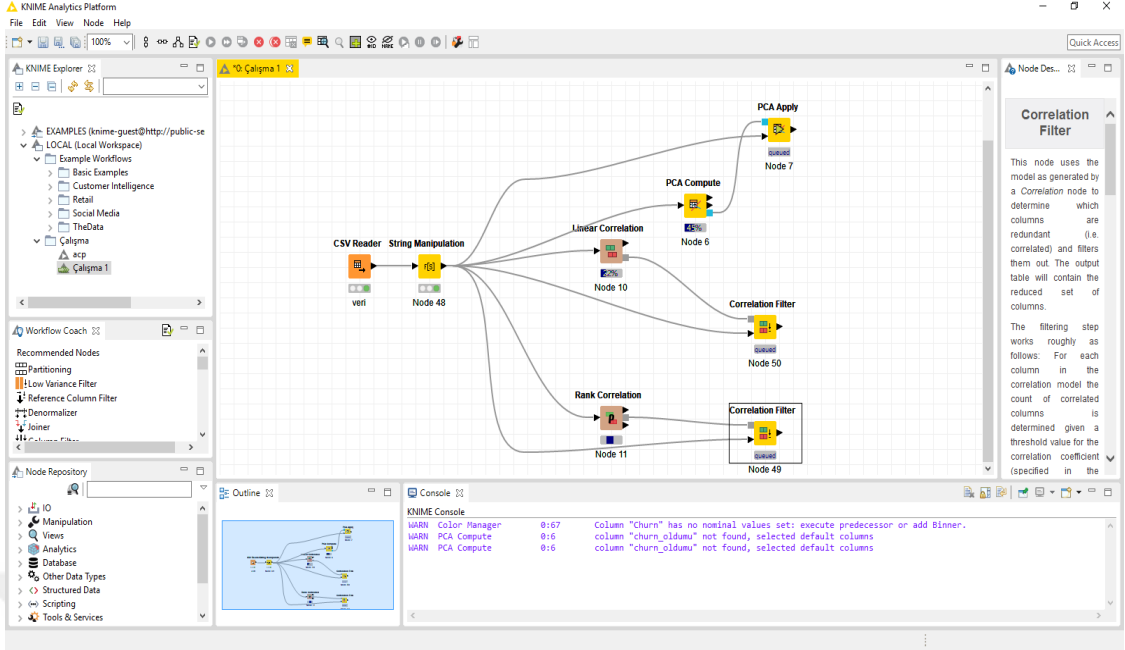 KNIME Analytics Platform
File Edit View Node Help
100%
Quick Access
KNIME Explorer
EXAMPLES (knime-guest@http://public-se
LOCAL (Local Workspace)
Example Workflows
Basic Examples
Customer Intelligence
Retail
Social Media
TheData
Çalışma
acp
Çalışma 1
Workflow Coach
Recommended Nodes
Partitioning
Low Variance Filter
Reference Column Filter
Denormalizer
Joiner
Column Filter
Node Repository
IO
Manipulation
Views
Analytics
Database
Other Data Types
Structured Data
Scripting
Tools & Services
*0: Çalışma 1
PCA Apply
queued
Node 7
PCA Compute
45%
Node 6
Linear Correlation
Node 10
CSV Reader
veri
String Manipulation
Node 48
Correlation Filter
queued
Node 50
Rank Correlation
Node 11
Correlation Filter
queued
Node 49
Node Des...
Correlation
Filter
This node uses the
model as generated by
a Correlation node to
determine which
columns are
redundant (i.e.
correlated) and filters
them out. The output
table will contain the
reduced set of
columns.
The filtering step
works roughly as
follows: For each
column in the
correlation model the
count of correlated
columns is
determined given a
threshold value for the
correlation coefficient
(specified in the
Outline
Console
KNIME Console
WARN Color Manager 0:67 Column "Churn" has no nominal values set: execute predecessor or add Binner.
WARN PCA Compute 0:6 column "churn_oldumu" not found, selected default columns
WARN PCA Compute 0:6 column "churn_oldumu" not found, selected default columns